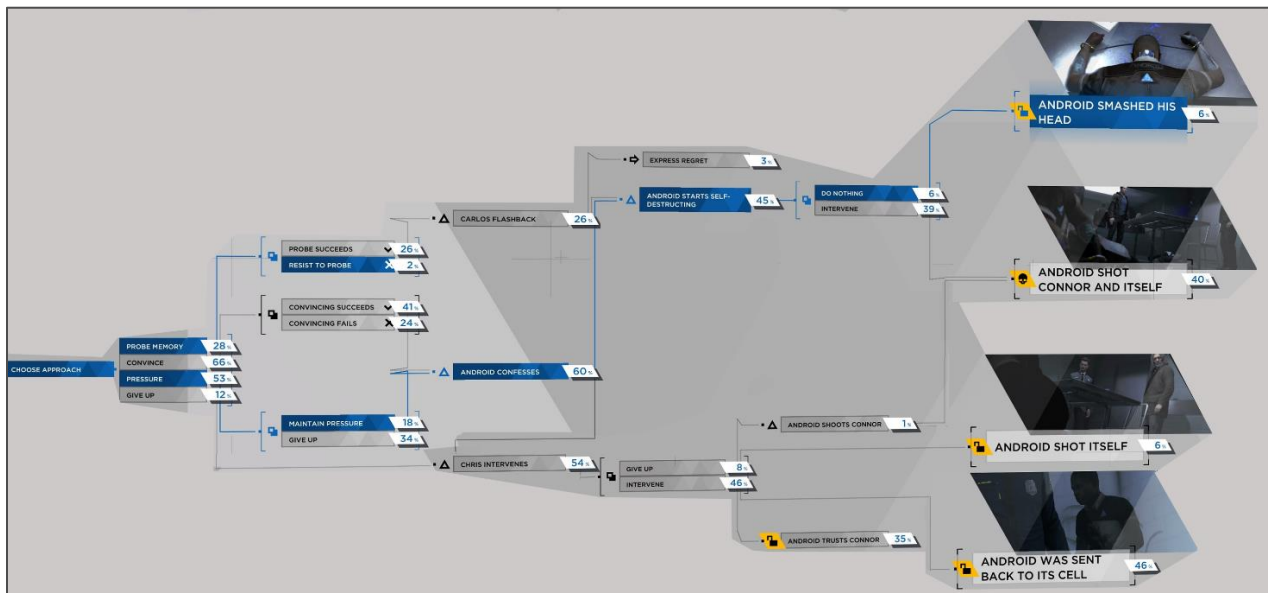 ANDROID SMASHED HIS
HEAD 6%
EXPRESS REGRET 3%
ANDROID STARTS SELF-
DESTRUCTING 45%
DO NOTHING 6%
INTERVENE 39%
CARLOS FLASHBACK 26%
PROBE SUCCEEDS 26%
RESIST TO PROBE 2%
ANDROID SHOT
CONNOR AND ITSELF 40%
CONVINCING SUCCEEDS 41%
CONVINCING FAILS 24%
CHOOSE APPROACH
PROBE MEMORY 28%
CONVINCE 66%
PRESSURE 53%
GIVE UP 12%
ANDROID CONFESSES 60%
MAINTAIN PRESSURE 18%
GIVE UP 34%
ANDROID SHOOTS CONNOR 1%
ANDROID SHOT ITSELF 6%
CHRIS INTERVENES 54%
GIVE UP 8%
INTERVENE 46%
ANDROID TRUSTS CONNOR 35%
ANDROID WAS SENT
BACK TO ITS CELL 46%